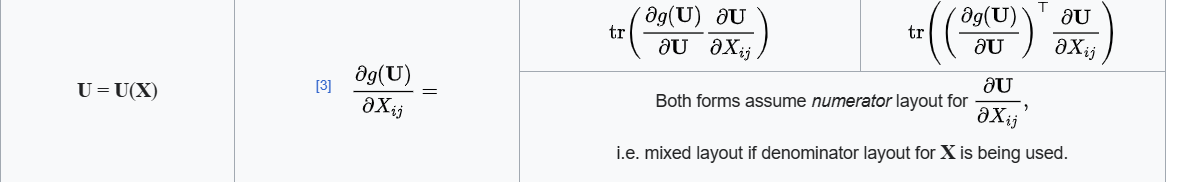 tr(∂g(𝐔)/∂𝐔 ∂𝐔/∂X_ij)
tr((∂g(𝐔)/∂𝐔)^⊤ ∂𝐔/∂X_ij)
𝐔 = 𝐔(𝐗)
[3] ∂g(𝐔)/∂X_ij =
Both forms assume numerator layout for ∂𝐔/∂X_ij,
i.e. mixed layout if denominator layout for 𝐗 is being used.